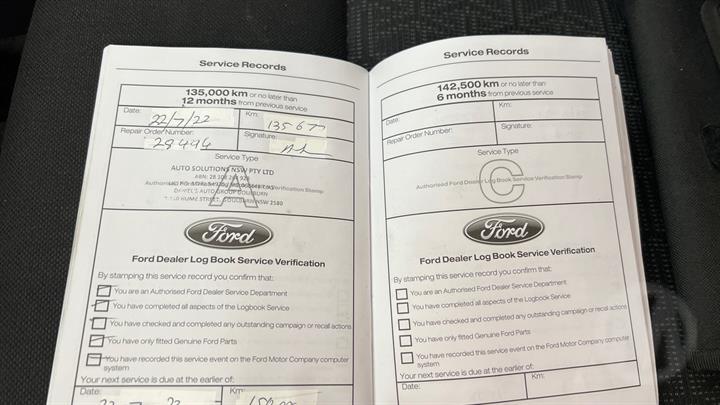 Service Records
135,000 km or no later than
12 months from previous service
Date: 22/7/22
Km: 135677
Repair Order Number: 28494
Signature:
Service Type
A
AUTO SOLUTIONS NSW PTY LTD
DANIEL'S AUTO GROUP GOULBURN
HUME STREET, GOULBURN NSW 2580
Ford
Ford Dealer Log Book Service Verification
By stamping this service record you confirm that:
You are an Authorised Ford Dealer Service Department
You have completed all aspects of the Logbook Service
You have checked and completed any outstanding campaign or recall actions
You have only fitted Genuine Ford Parts
You have recorded this service event on the Ford Motor Company computer
system
Your next service is due at the earlier of:
Date:
Km:
Service Records
142,500 km or no later than
6 months from previous service
Date:
Km:
Repair Order Number:
Signature:
Service Type
C
Authorised Ford Dealer Log Book Service Verification Stamp
Ford
Ford Dealer Log Book Service Verification
By stamping this service record you confirm that:
You are an Authorised Ford Dealer Service Department
You have completed all aspects of the Logbook Service
You have checked and completed any outstanding campaign or recall actions
You have only fitted Genuine Ford Parts
You have recorded this service event on the Ford Motor Company computer
system
Your next service is due at the earlier of:
Date:
Km: